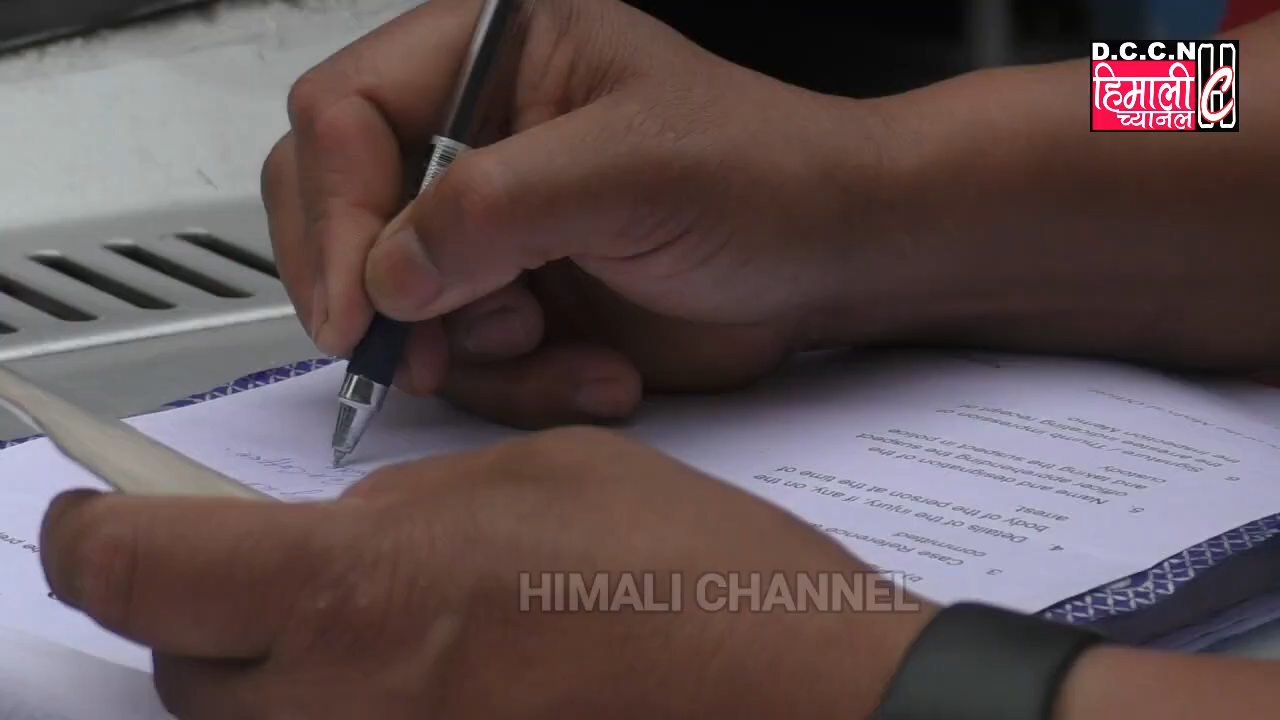 D.C.C.N
हिमाली
च्यानल
HC
3. Case Reference
committed
4. Details of the injury, if any, on the
body of the person at the time of
arrest
5. Name and designation of the
officer apprehending the suspect
and taking the suspect in police
custody
6. Signature / Thumb impression of
the arrestee indicating receipt of
the Inspection Memo
HIMALI CHANNEL